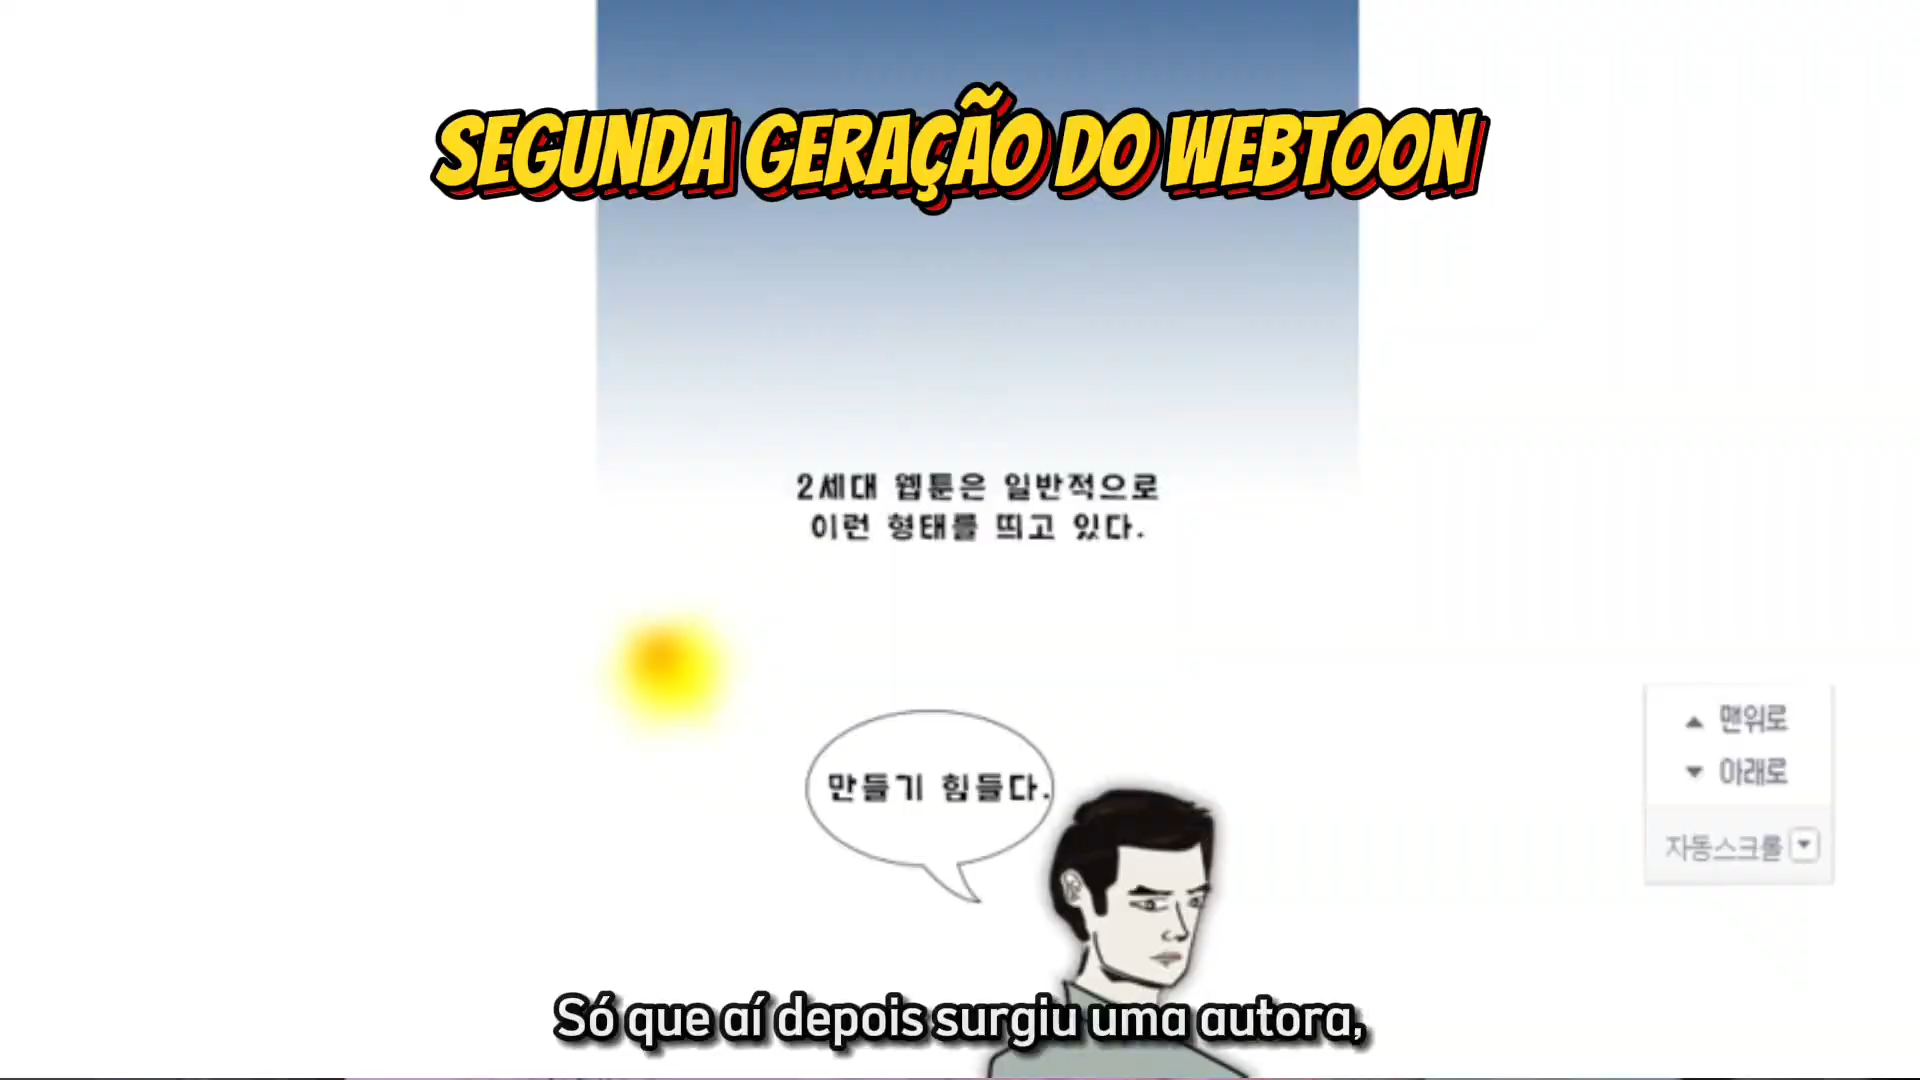 SEGUNDA GERAÇÃO DO WEBTOON
2세대 웹툰은 일반적으로
이런 형태를 띄고 있다.
만들기 힘들다.
▲ 맨위로
▼ 아래로
자동스크롤
Só que aí depois surgiu uma autora,